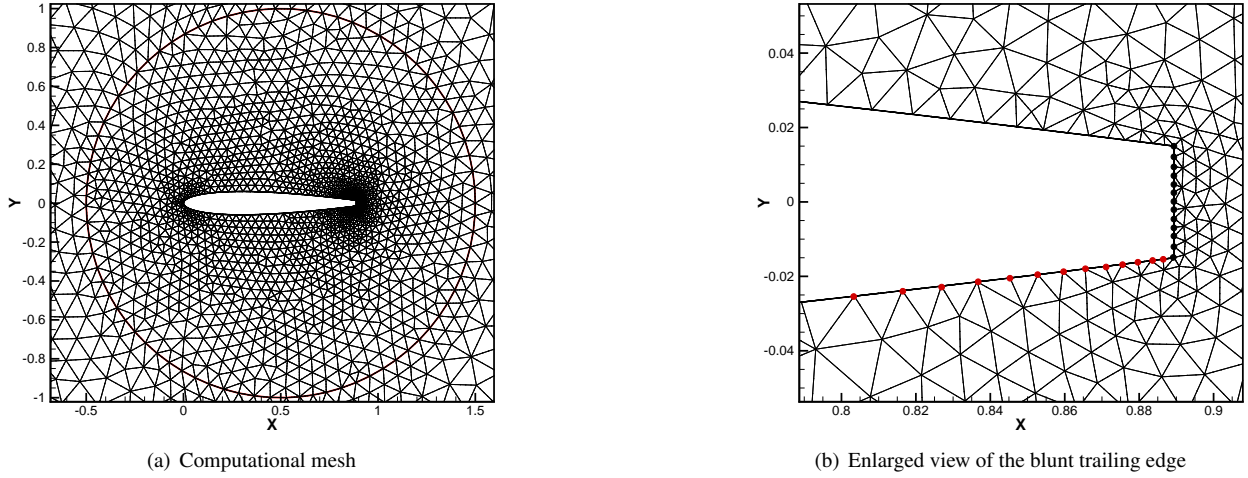 1
0.8
0.6
0.4
0.2
0
-0.2
-0.4
-0.6
-0.8
-1
Y
-0.5 0 0.5 1 1.5
X
(a) Computational mesh
0.04
0.02
0
-0.02
-0.04
Y
0.8 0.82 0.84 0.86 0.88 0.9
X
(b) Enlarged view of the blunt trailing edge